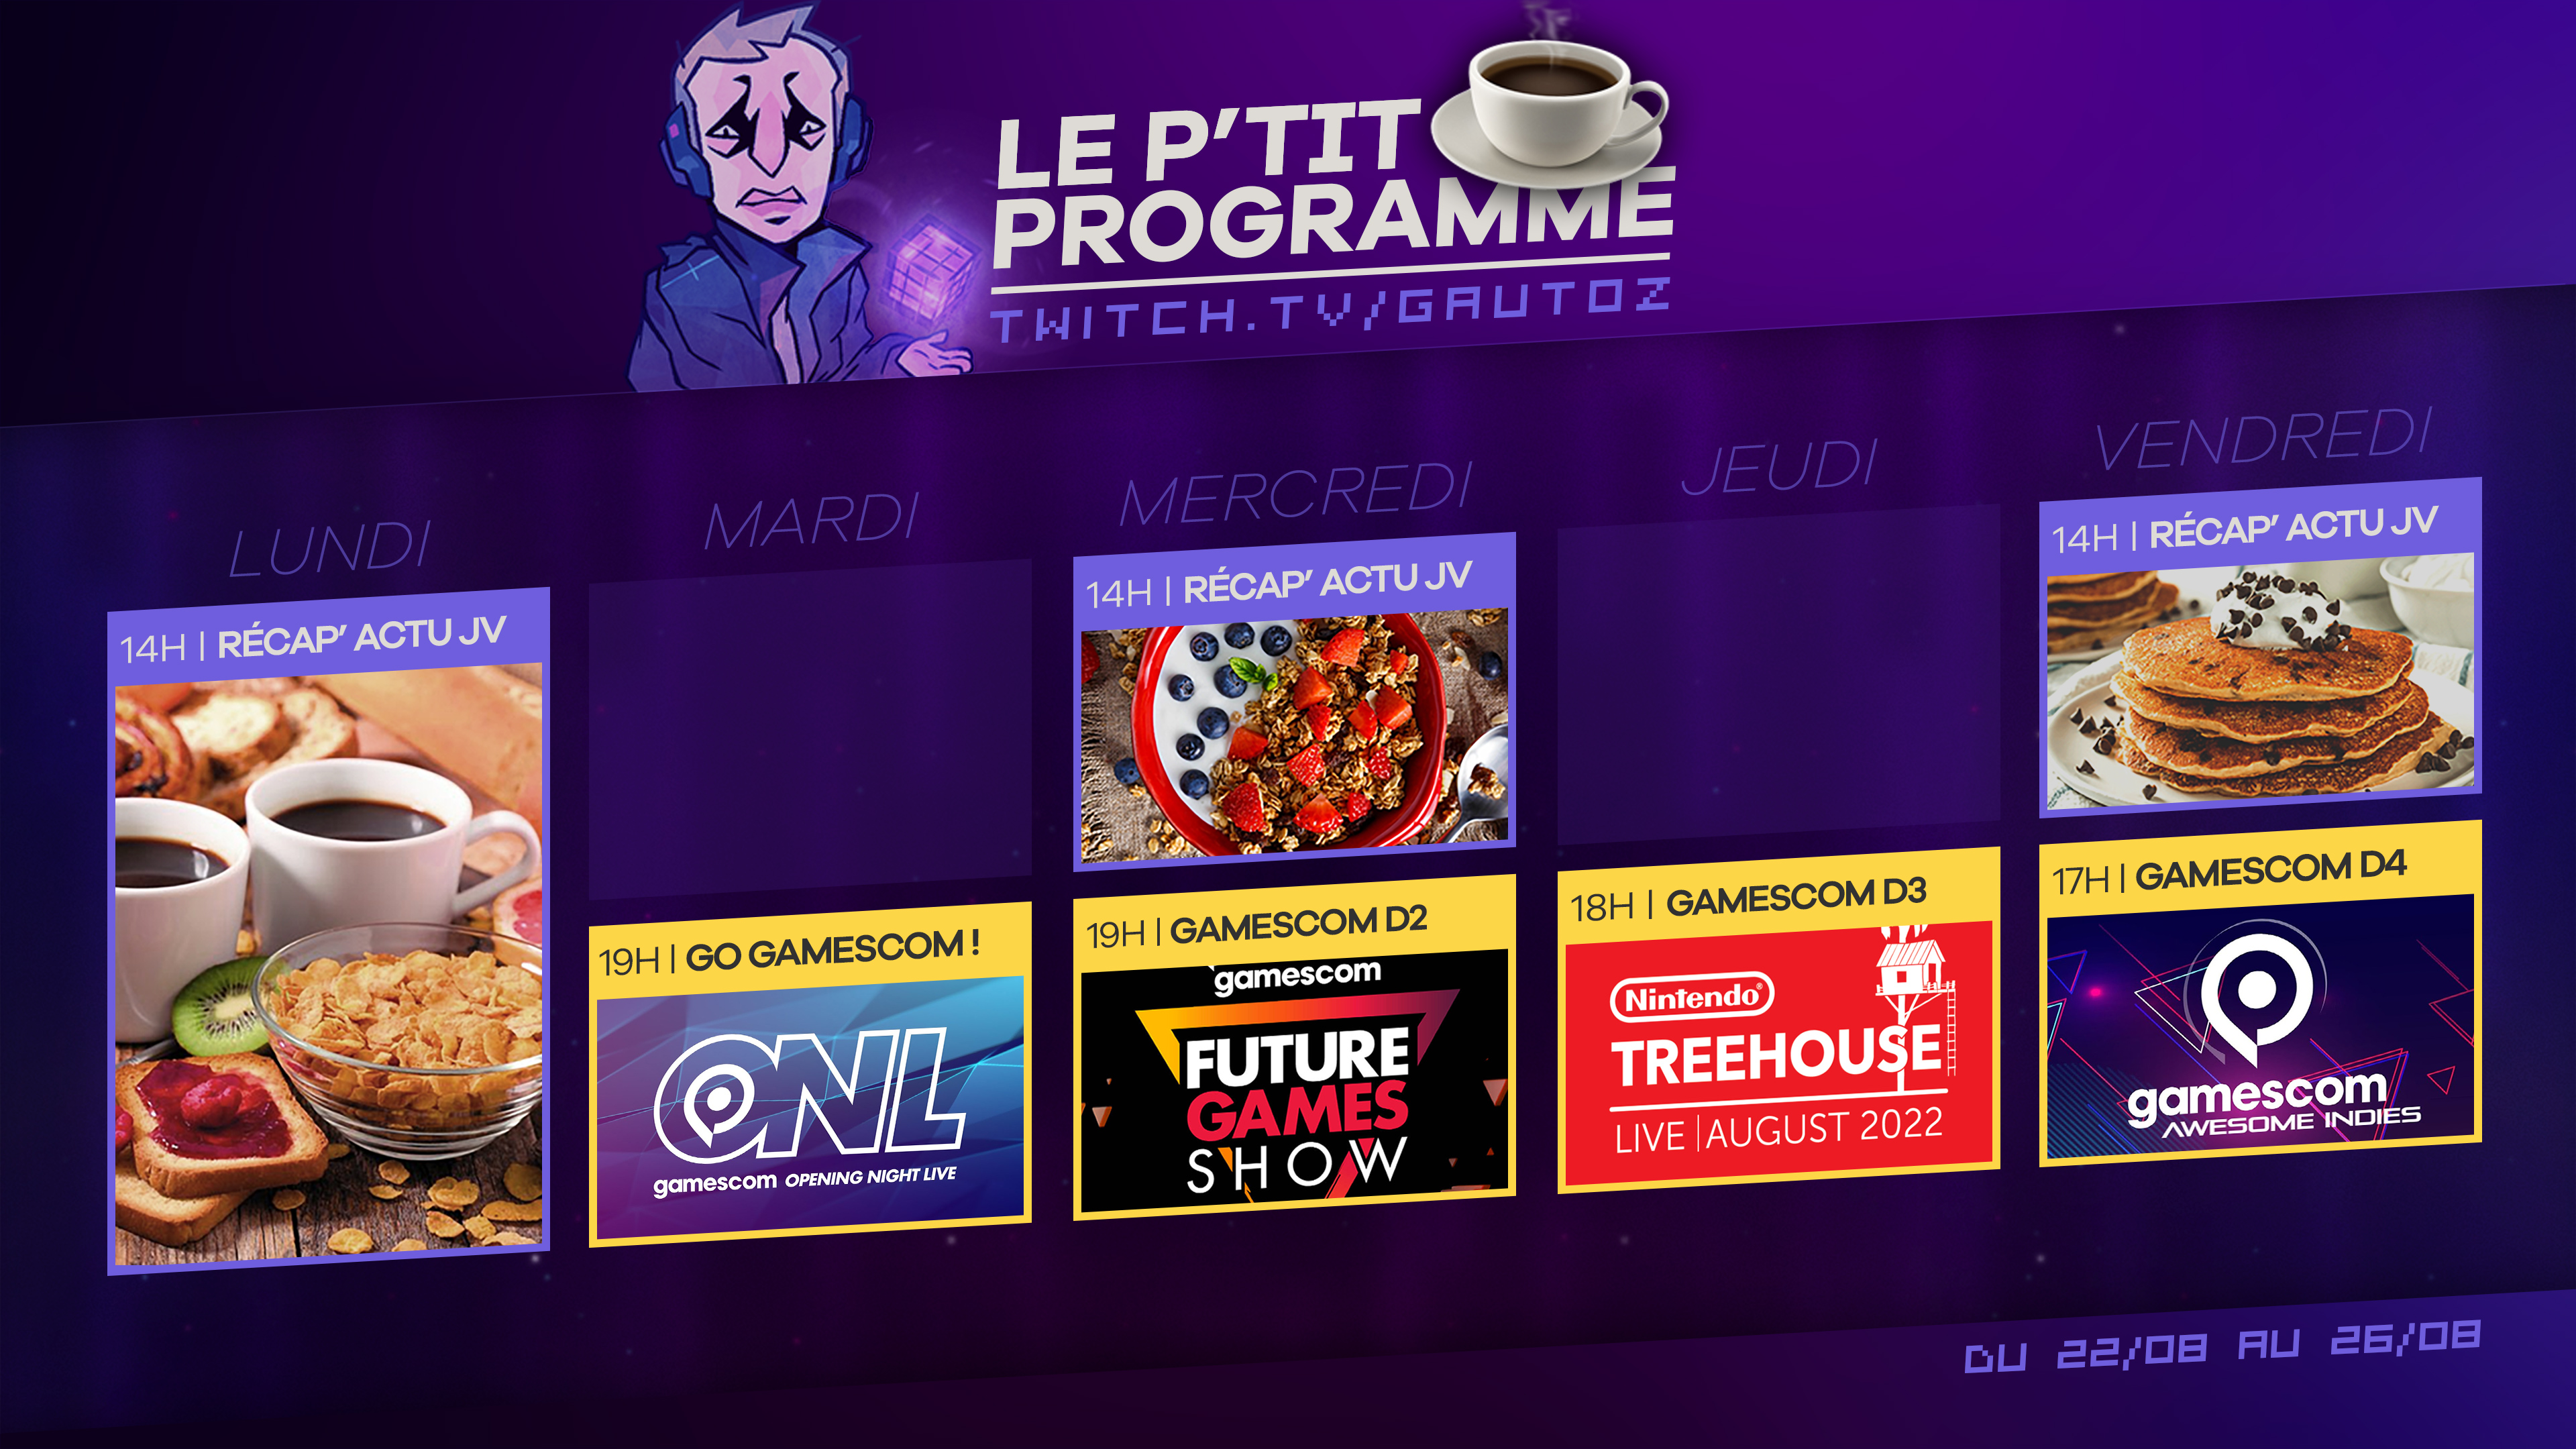 LE P'TIT
PROGRAMME
TWITCH.TV/GAUTOZ
LUNDI
14H | RÉCAP' ACTU JV
MARDI
19H | GO GAMESCOM !
ONL
gamescom OPENING NIGHT LIVE
MERCREDI
14H | RÉCAP' ACTU JV
19H | GAMESCOM D2
gamescom
FUTURE
GAMES
SHOW
JEUDI
18H | GAMESCOM D3
Nintendo®
TREEHOUSE
LIVE | AUGUST 2022
VENDREDI
14H | RÉCAP' ACTU JV
17H | GAMESCOM D4
gamescom
AWESOME INDIES
DU 22/08 AU 26/08